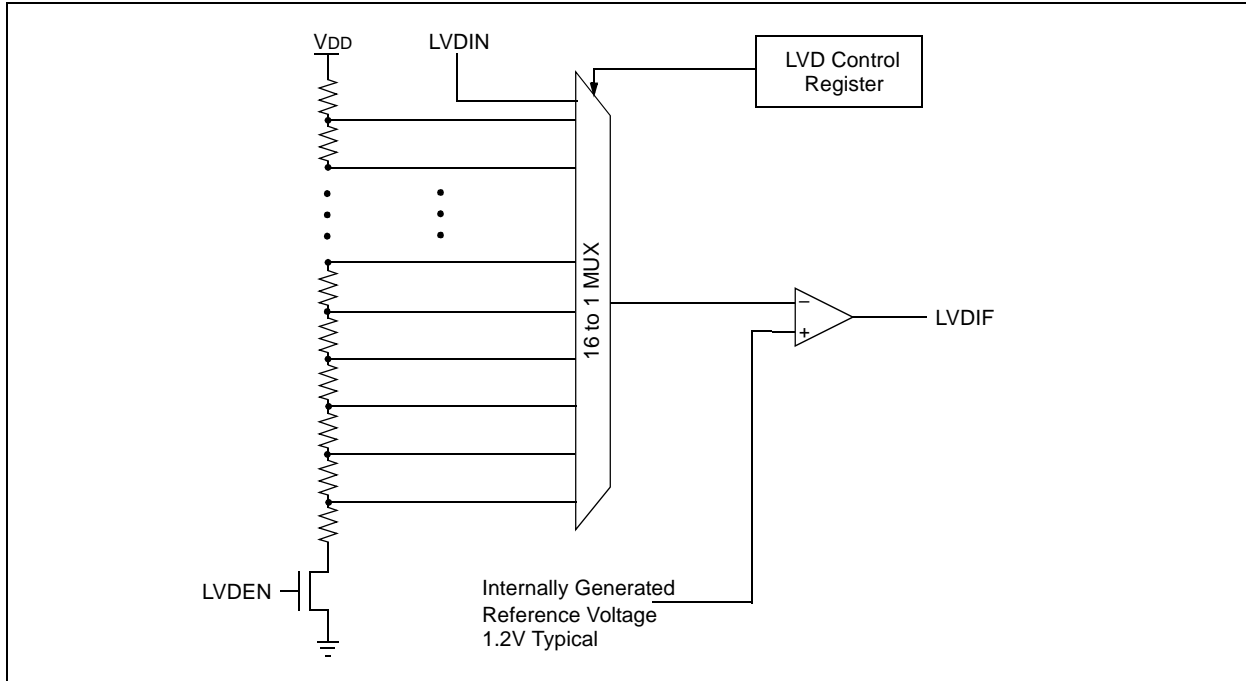 VDD
LVDIN
LVD Control
Register
16 to 1 MUX
–
+
LVDIF
LVDEN
Internally Generated
Reference Voltage
1.2V Typical